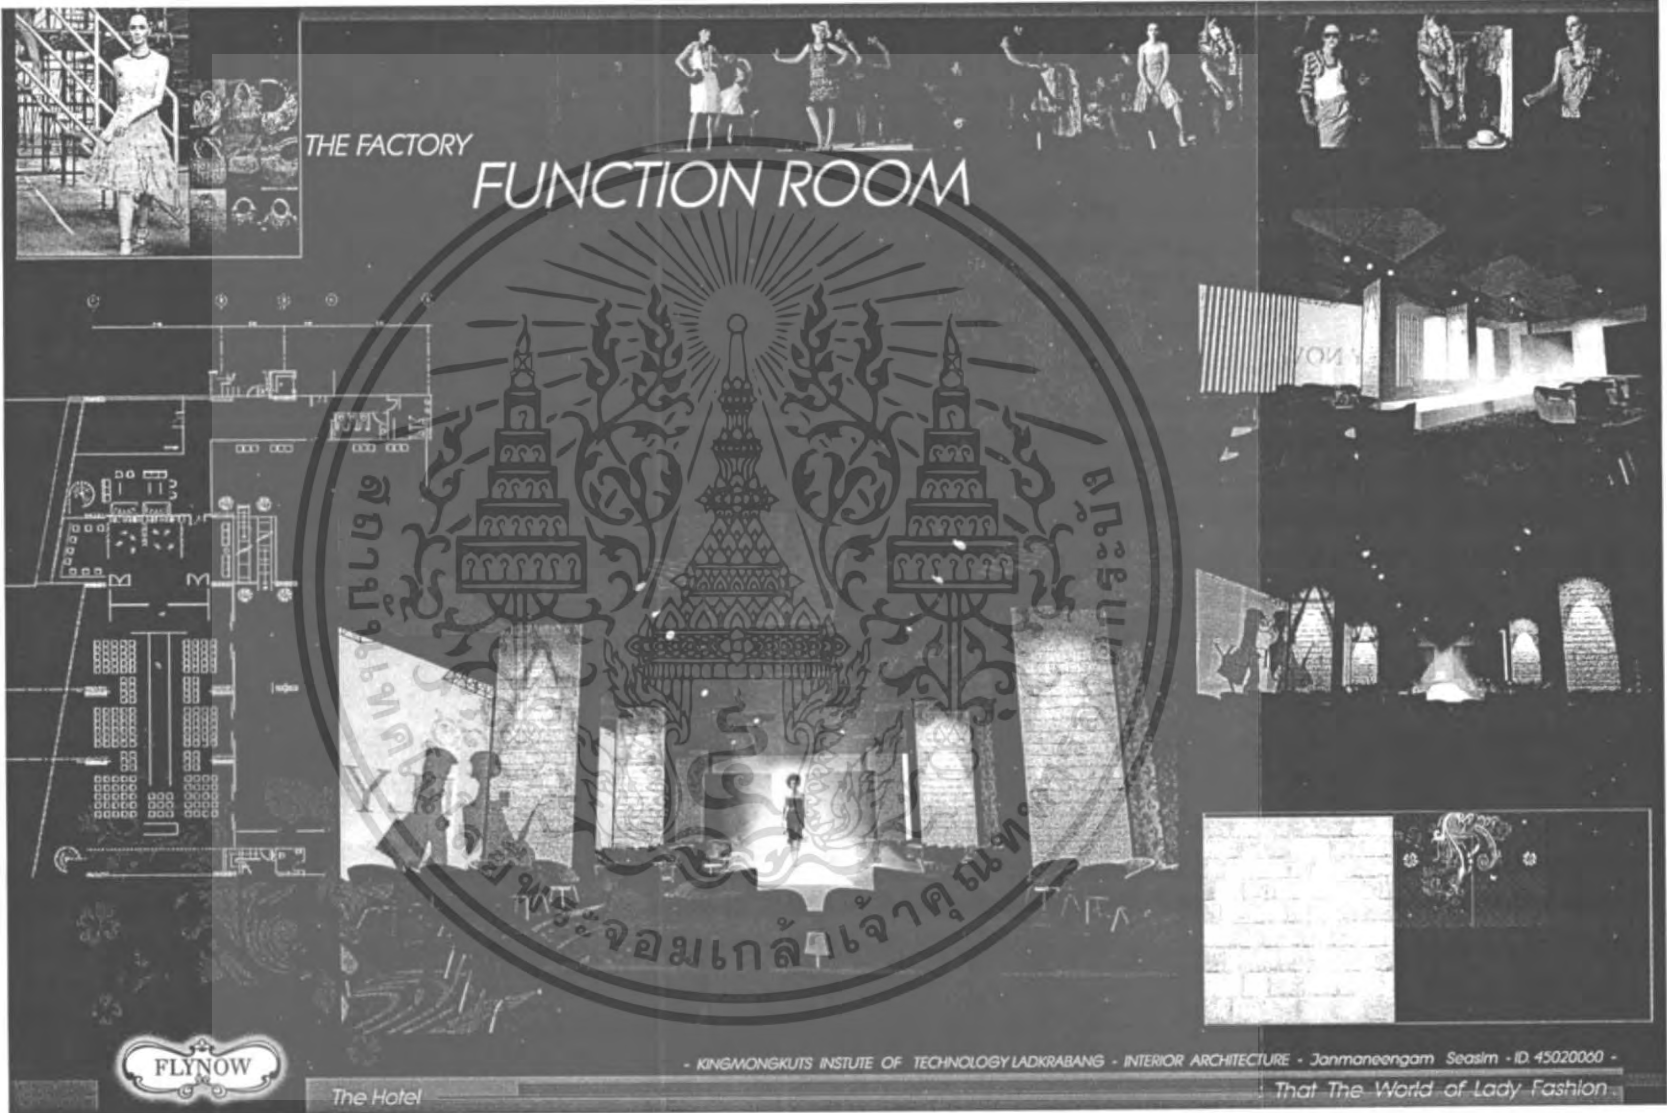 THE FACTORY
FUNCTION ROOM
สถาบันเทคโนโลยีพระจอมเกล้าเจ้าคุณทหารลาดกระบัง
FLYNOW
- KINGMONGKUTS INSTUTE OF TECHNOLOGY LADKRABANG - INTERIOR ARCHITECTURE - Janmaneengam Seasim - ID. 45020060 -
The Hotel
That The World of Lady Fashion